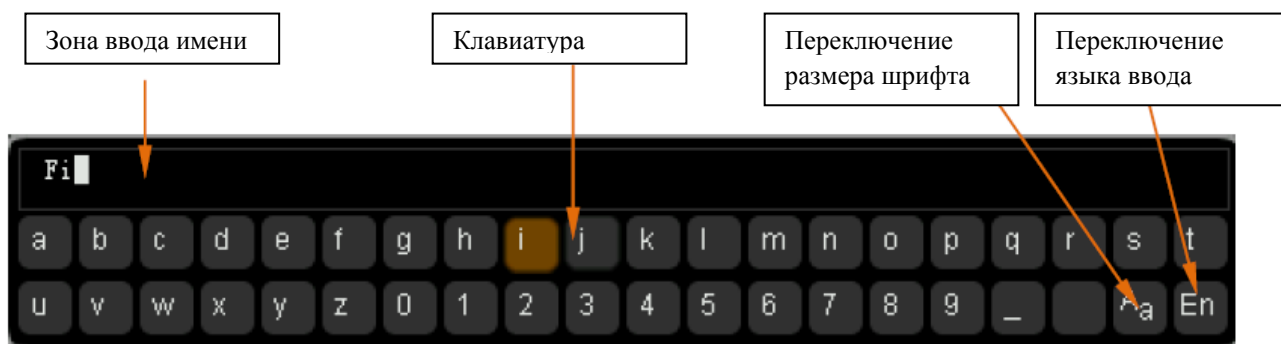 Зона ввода имени
Клавиатура
Переключение
размера шрифта
Переключение
языка ввода
Fi
a b c d e f g h i j k l m n o p q r s t
u v w x y z 0 1 2 3 4 5 6 7 8 9 _ Aa En